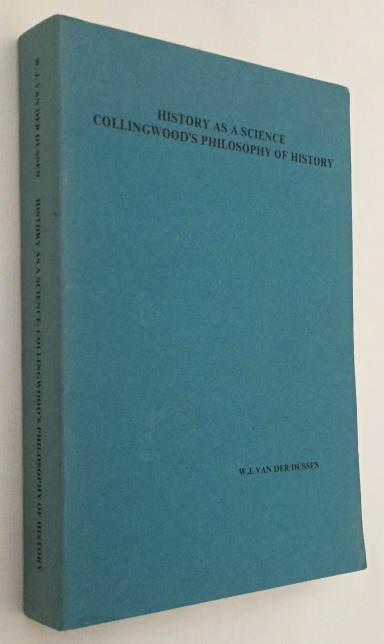 HISTORY AS A SCIENCE
COLLINGWOOD'S PHILOSOPHY OF HISTORY
W.J. VAN DER DUSSEN
W. J. VAN DER DUSSEN HISTORY AS A SCIENCE: COLLINGWOOD'S PHILOSOPHY OF HISTORY